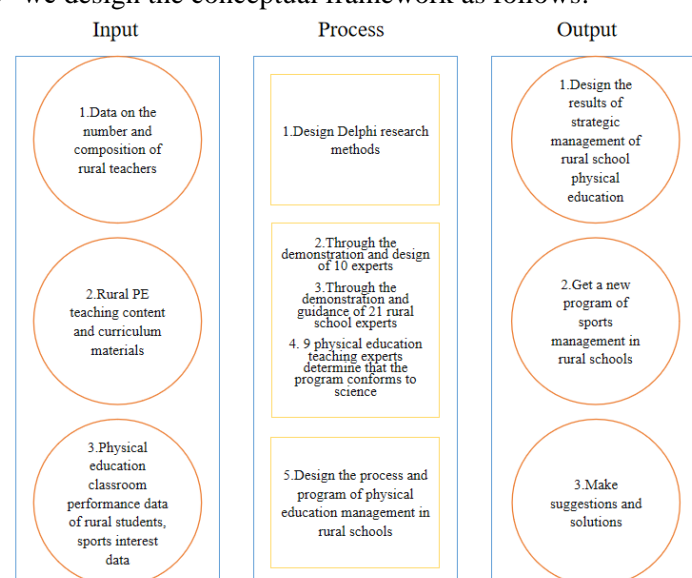 we design the conceptual framework as follows:
Input
Process
Output
1.Data on the
number and
composition of
rural teachers
2.Rural PE
teaching content
and curriculum
materials
3.Physical
education
classroom
performance data
of rural students,
sports interest
data
1.Design Delphi research
methods
2.Through the
demonstration and design
of 10 experts
3.Through the
demonstration and
guidance of 21 rural
school experts
4. 9 physical education
teaching experts
determine that the
program conforms to
science
5.Design the process and
program of physical
education management in
rural schools
1.Design the
results of
strategic
management of
rural school
physical
education
2.Get a new
program of
sports
management in
rural schools
3.Make
suggestions and
solutions